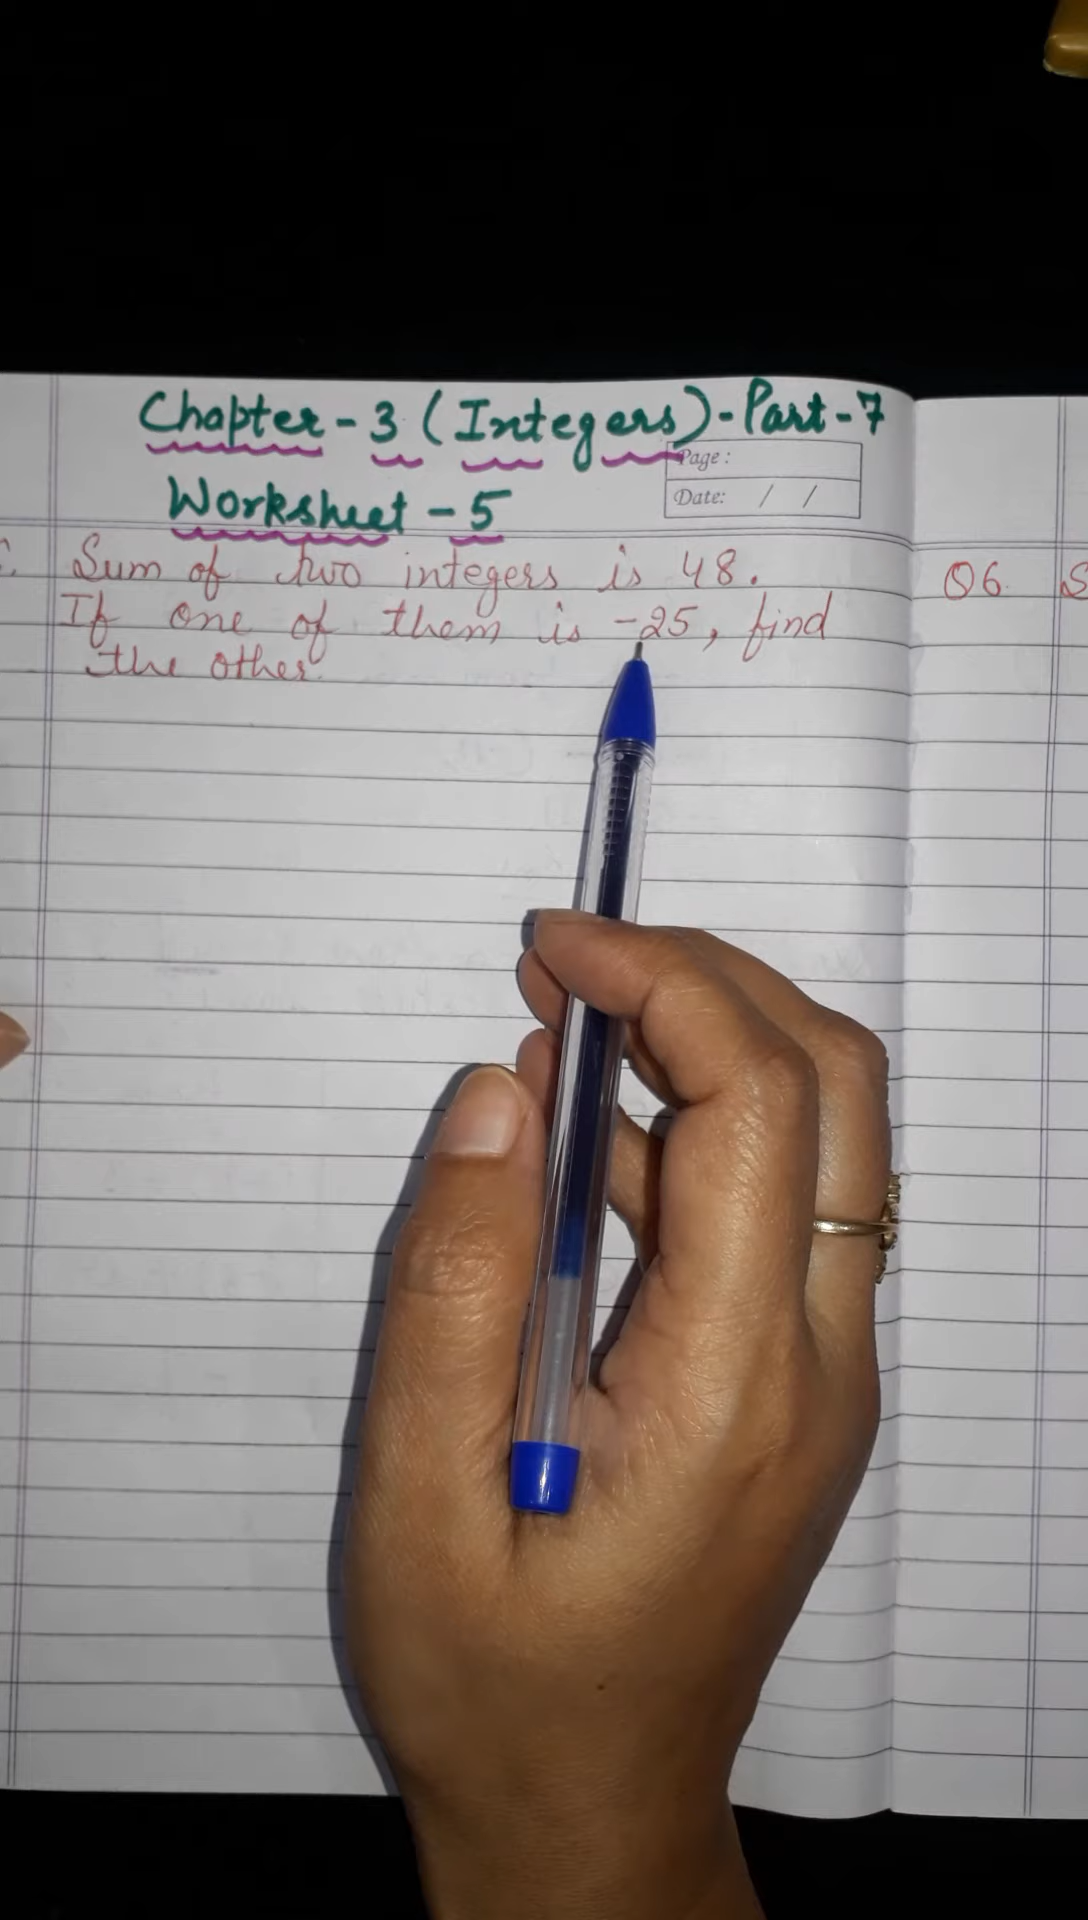 Chapter - 3 (Integers) - Part - 7
Page :
Worksheet - 5
Date: / /
Sum of two integers is 48.
If one of them is -25, find
the other.
Q6.